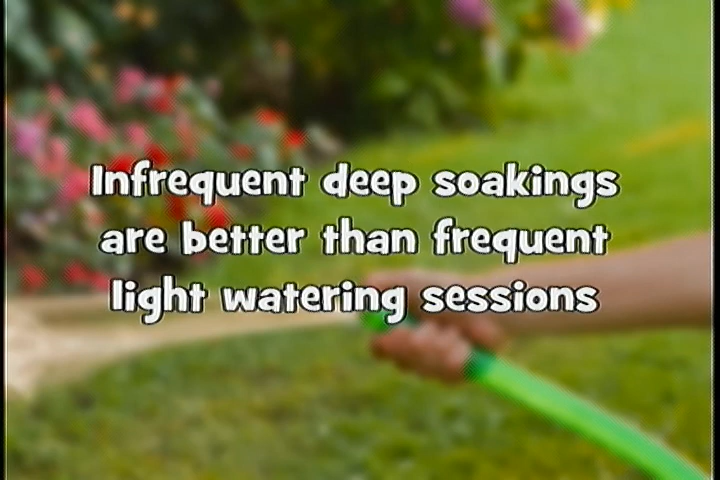 Infrequent deep soakings
are better than frequent
light watering sessions